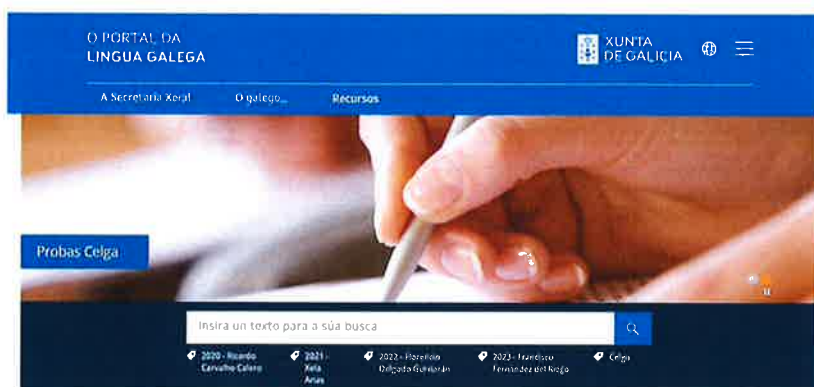 O PORTAL DA
LINGUA GALEGA
XUNTA
DE GALICIA
A Secretaría Xeral
O galego...
Recursos
Probas Celga
Insira un texto para a súa busca
2020 - Ricardo
Carvalho Calero
2021 -
Xela
Arias
2022 - Florencio
Delgado Gurriarán
2023 - Francisco
Fernández del Riego
Celga